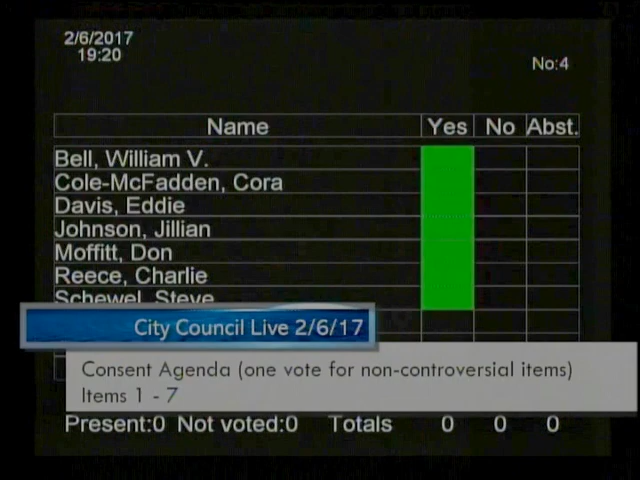 2/6/2017
19:20
No:4
Name Yes No Abst.
Bell, William V.
Cole-McFadden, Cora
Davis, Eddie
Johnson, Jillian
Moffitt, Don
Reece, Charlie
Schewel, Steve
City Council Live 2/6/17
Consent Agenda (one vote for non-controversial items)
Items 1 - 7
Present:0 Not voted:0 Totals 0 0 0